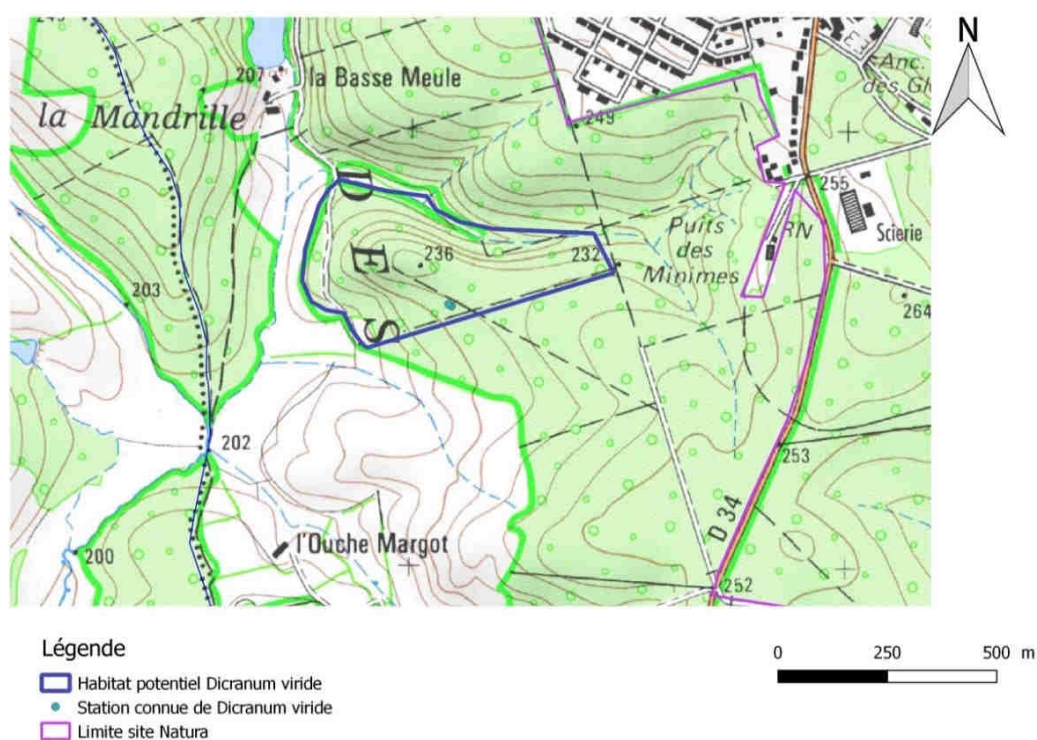 N
207
la Basse Meule
la Mandrille
249
Anc.
des Gl
255
Puits
des
Minimes
RN
Scierie
D
E
S
236
232
203
264
202
253
D 34
l'Ouche Margot
200
252
Légende
Habitat potentiel Dicranum viride
Station connue de Dicranum viride
Limite site Natura
0 250 500 m